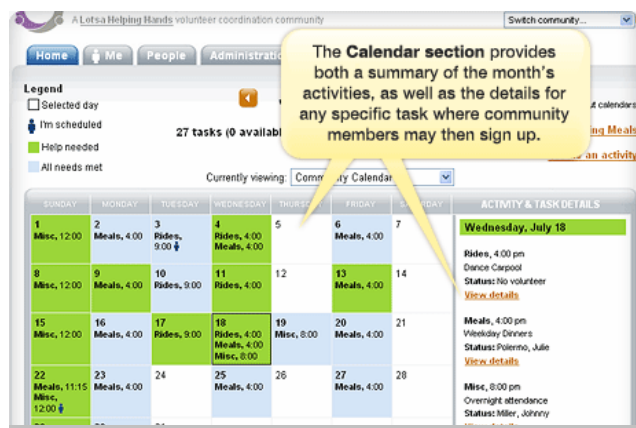 A Lotsa Helping Hands volunteer coordination community
Switch community...
Home
Me
People
Administrati
The Calendar section provides
both a summary of the month's
activities, as well as the details for
any specific task where community
members may then sign up.
Legend
Selected day
I'm scheduled
Help needed
All needs met
27 tasks (0 availab
ut calendars
ing Meals
an activity
Currently viewing: Community Calendar
SUNDAY MONDAY TUESDAY WEDNESDAY THURSDAY FRIDAY SATURDAY
1 2 3 4 5 6 7
Misc, 12:00 Meals, 4:00 Rides, 9:00 Rides, 4:00 Meals, 4:00 Meals, 4:00
8 9 10 11 12 13 14
Misc, 12:00 Meals, 4:00 Rides, 9:00 Rides, 4:00 Meals, 4:00
15 16 17 18 19 20 21
Misc, 12:00 Meals, 4:00 Rides, 9:00 Rides, 4:00 Meals, 4:00 Misc, 8:00 Misc, 8:00 Meals, 4:00
22 23 24 25 26 27 28
Meals, 11:15 Misc, 12:00 Meals, 4:00 Meals, 4:00 Meals, 4:00
ACTIVITY & TASK DETAILS
Wednesday, July 18
Rides, 4:00 pm
Dance Carpool
Status: No volunteer
View details
Meals, 4:00 pm
Weekday Dinners
Status: Polermo, Julie
View details
Misc, 8:00 pm
Overnight attendance
Status: Miller, Johnny